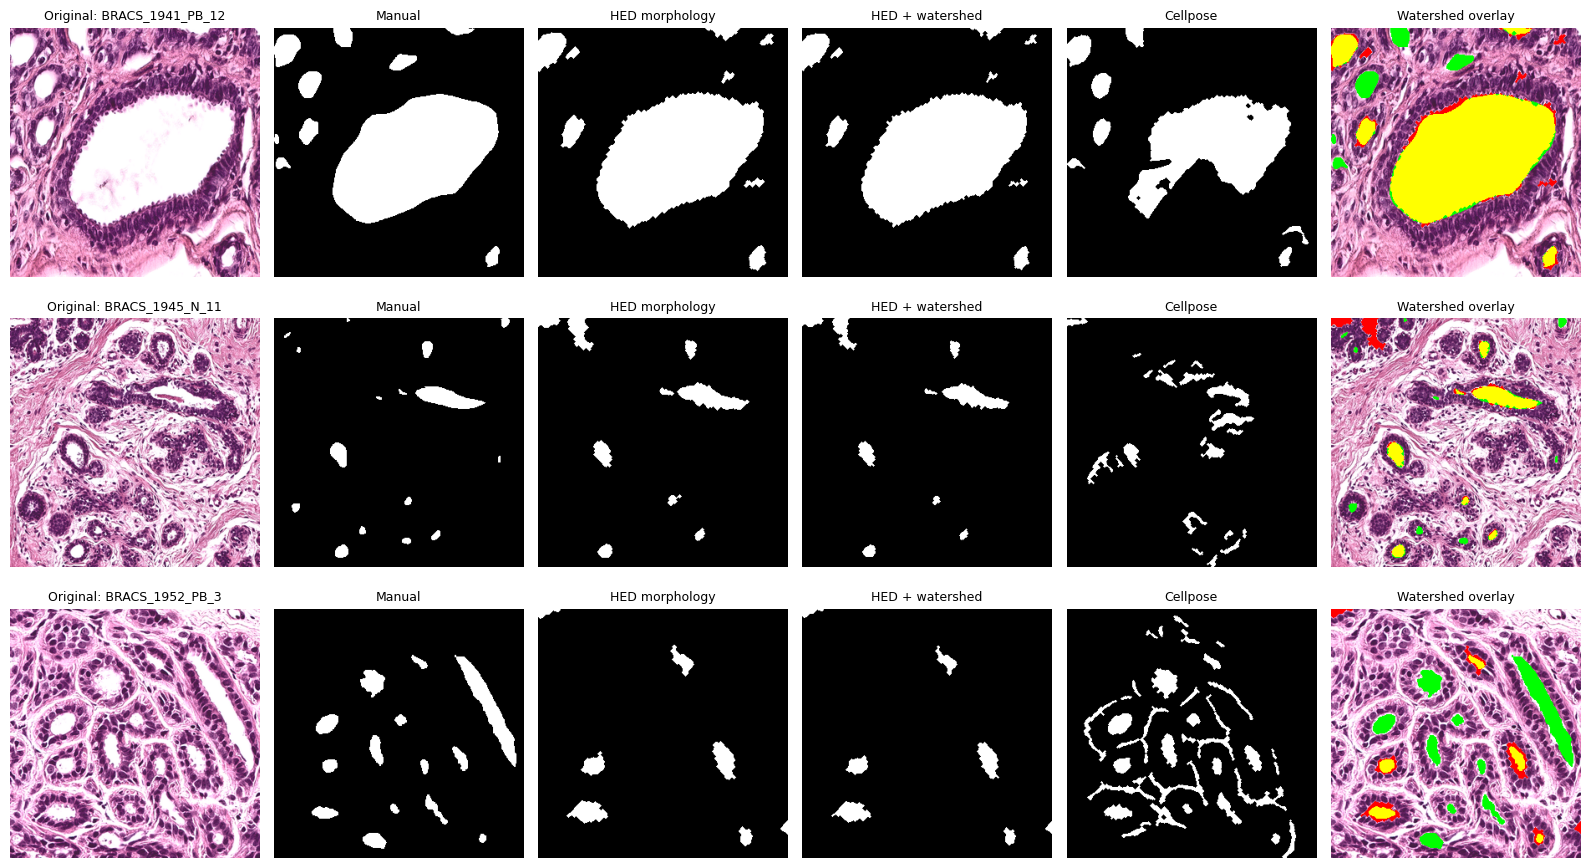 Original: BRACS_1941_PB_12
Manual
HED morphology
HED + watershed
Cellpose
Watershed overlay
Original: BRACS_1945_N_11
Manual
HED morphology
HED + watershed
Cellpose
Watershed overlay
Original: BRACS_1952_PB_3
Manual
HED morphology
HED + watershed
Cellpose
Watershed overlay